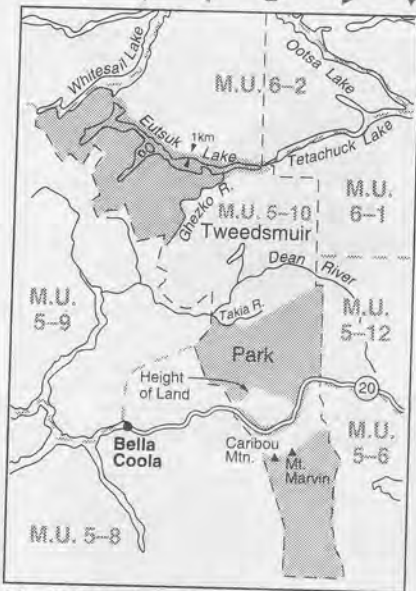 Whitesail Lake
Ootsa Lake
M.U. 6–2
Eutsuk Lake
1km
Tetachuck Lake
Ghezko R.
M.U. 5–10
Tweedsmuir
M.U.
6–1
Dean River
M.U.
5–9
Takia R.
M.U.
5–12
Park
Height
of Land
20
Bella
Coola
Caribou
Mtn.
Mt.
Marvin
M.U.
5–6
M.U. 5–8